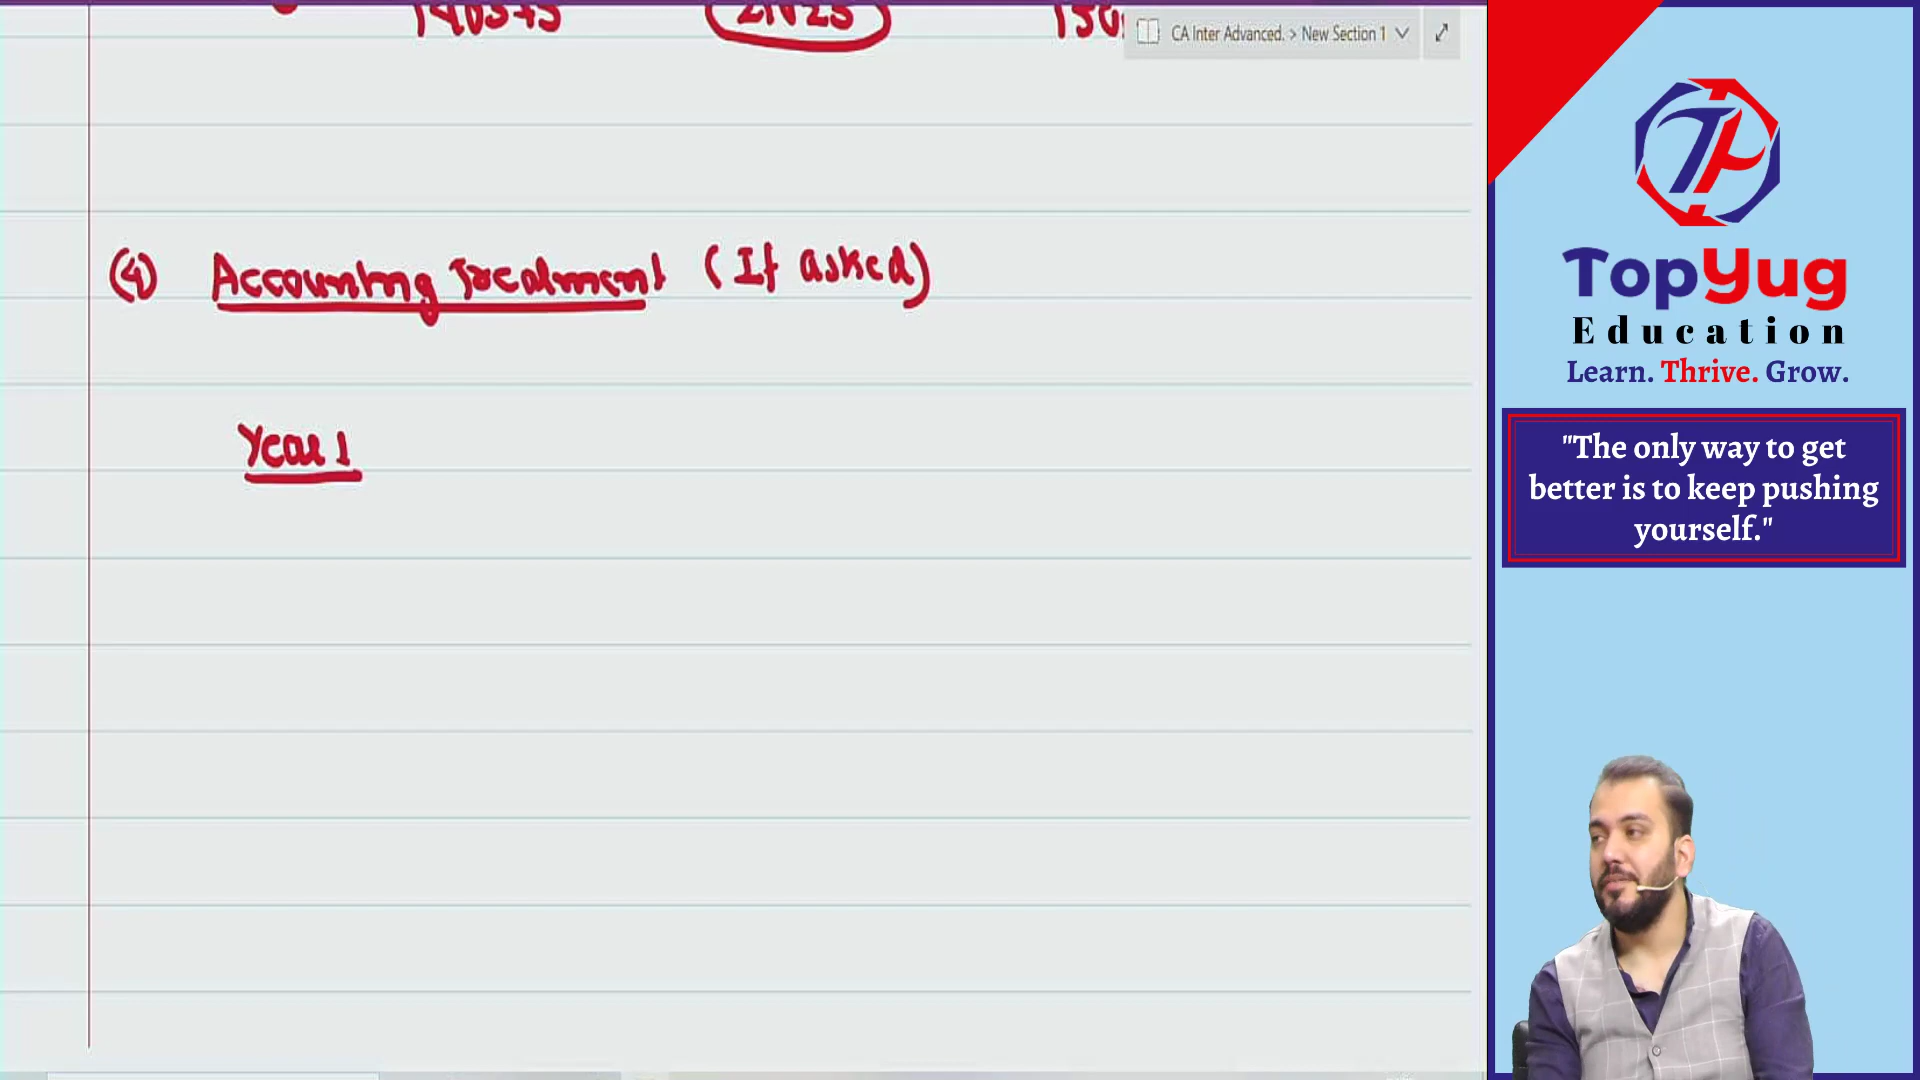 CA Inter Advanced. > New Section 1
(4) Accounting Treatment (If asked)
Year 1
TopYug
Education
Learn. Thrive. Grow.
"The only way to get
better is to keep pushing
yourself."